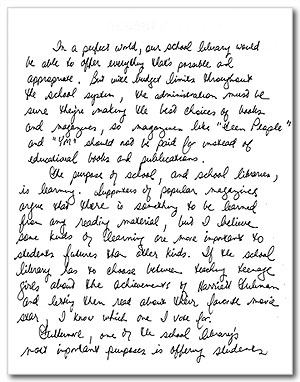 In a perfect world, our school library would
be able to offer everything that's possible and
appropriate. But with budget limits throughout
the school system, the administration must be
sure they're making the best choices of books
and magazines, so magazines like "Teen People"
and "YM" should not be paid for instead of
educational books and publications.
The purpose of school, and school libraries,
is learning. Supporters of popular magazines
argue that there is something to be learned
from any reading material, but I believe
some kinds of learning are more important to
students futures than other kinds. If the school
library has to choose between teaching teenage
girls about the achievements of Harriett Tubman
and letting them read about their favorite movie
star, I know which one I vote for.
Furthermore, one of the school library's
most important purposes is offering students